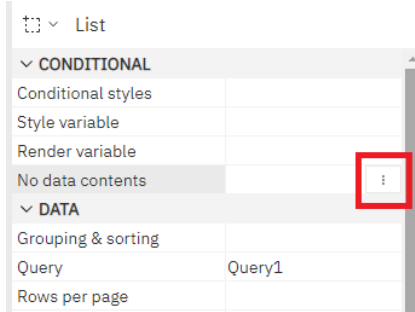 List
CONDITIONAL
Conditional styles
Style variable
Render variable
No data contents
DATA
Grouping & sorting
Query Query1
Rows per page